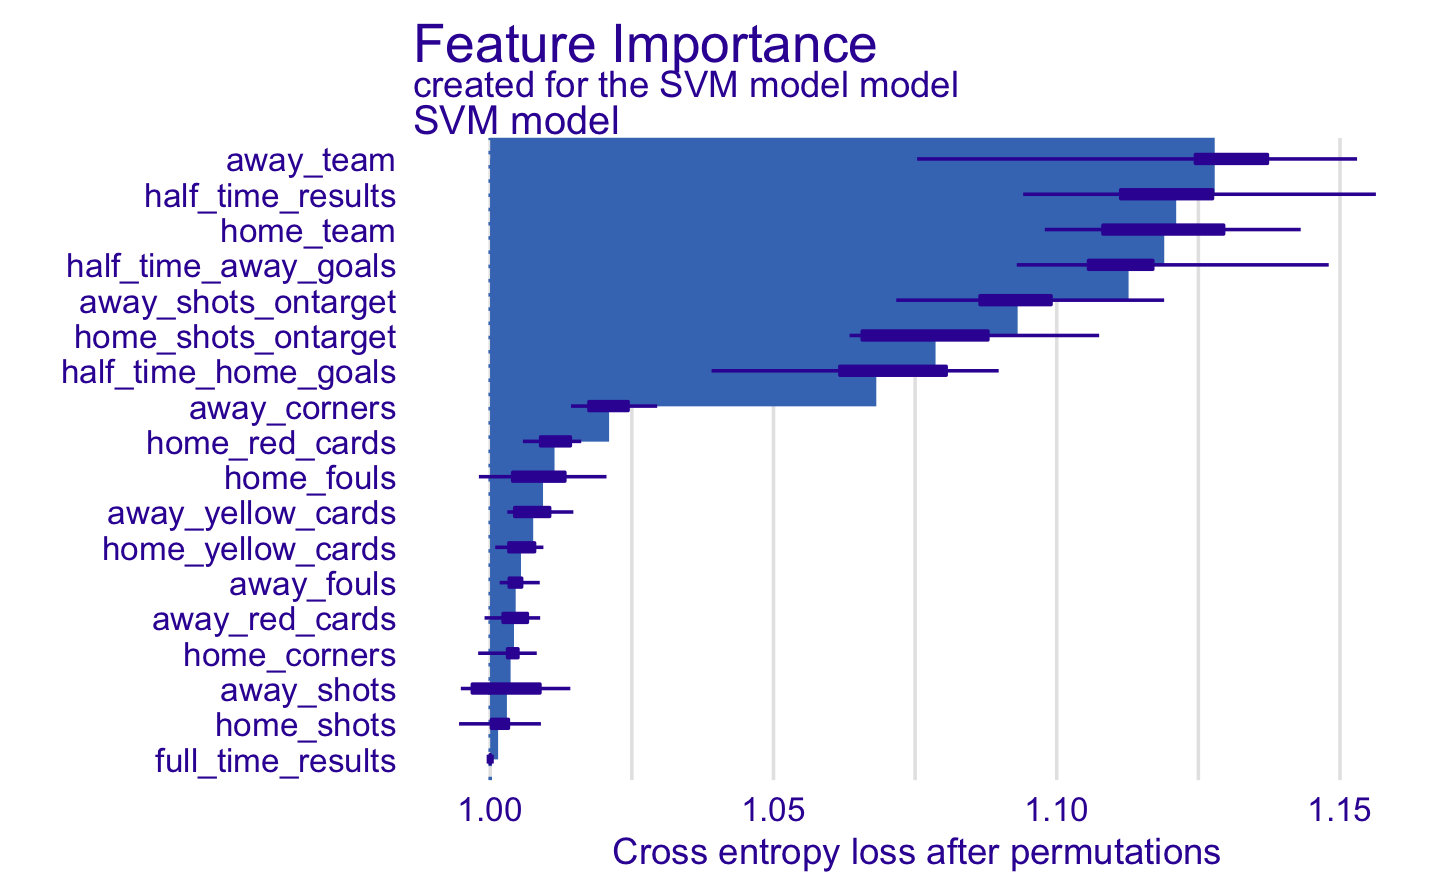 Feature Importance
created for the SVM model model
SVM model
away_team
half_time_results
home_team
half_time_away_goals
away_shots_ontarget
home_shots_ontarget
half_time_home_goals
away_corners
home_red_cards
home_fouls
away_yellow_cards
home_yellow_cards
away_fouls
away_red_cards
home_corners
away_shots
home_shots
full_time_results
1.00 1.05 1.10 1.15
Cross entropy loss after permutations